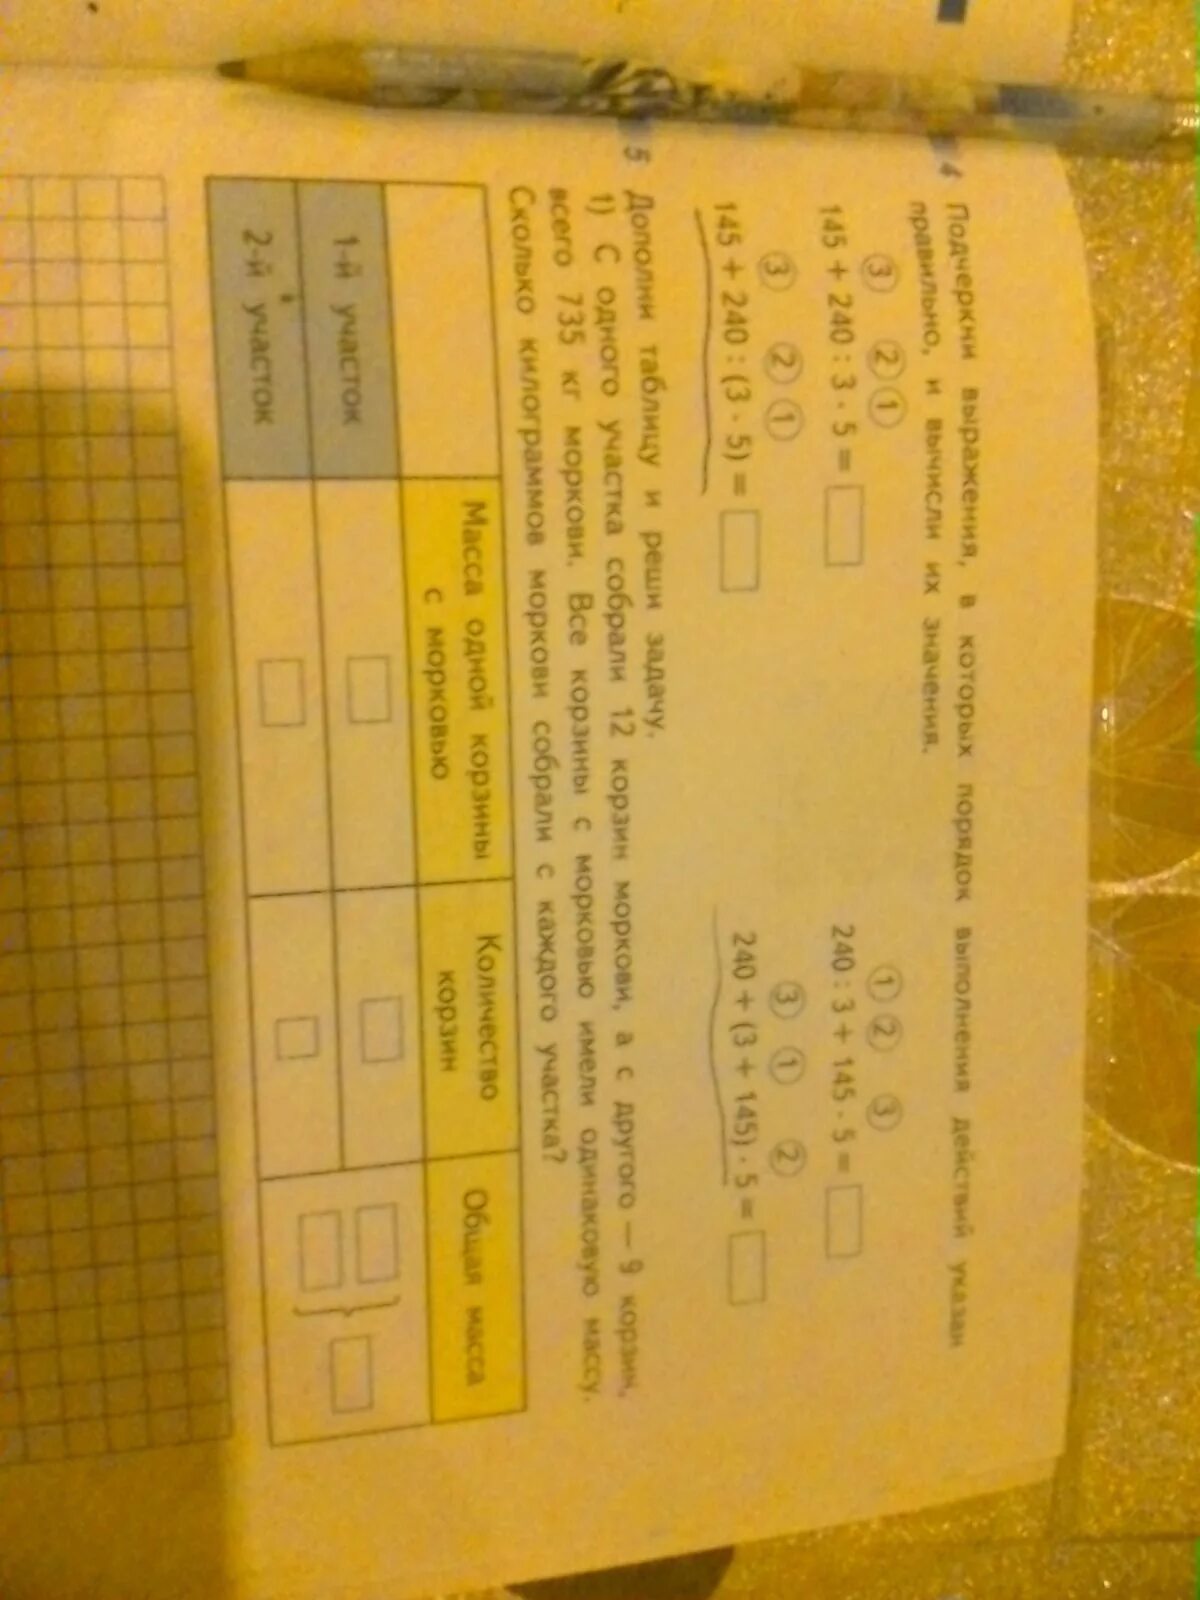 4 Подчеркни выражения, в которых порядок выполнения действий указан
правильно, и вычисли их значения.
③ ② ①
145 + 240 : 3 · 5 =
① ② ③
240 : 3 + 145 · 5 =
③ ② ①
145 + 240 : (3 · 5) =
③ ① ②
240 + (3 + 145) · 5 =
5 Дополни таблицу и реши задачу.
1) С одного участка собрали 12 корзин моркови, а с другого — 9 корзин,
всего 735 кг моркови. Все корзины с морковью имели одинаковую массу.
Сколько килограммов моркови собрали с каждого участка?
Масса одной корзины
с морковью
Количество
корзин
Общая масса
1-й участок
2-й участок